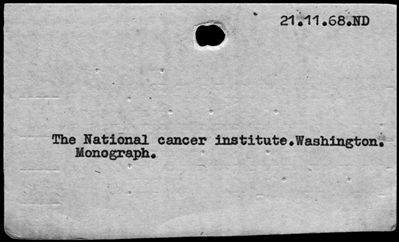 21.11.68.ND
The National cancer institute.Washington.
Monograph.